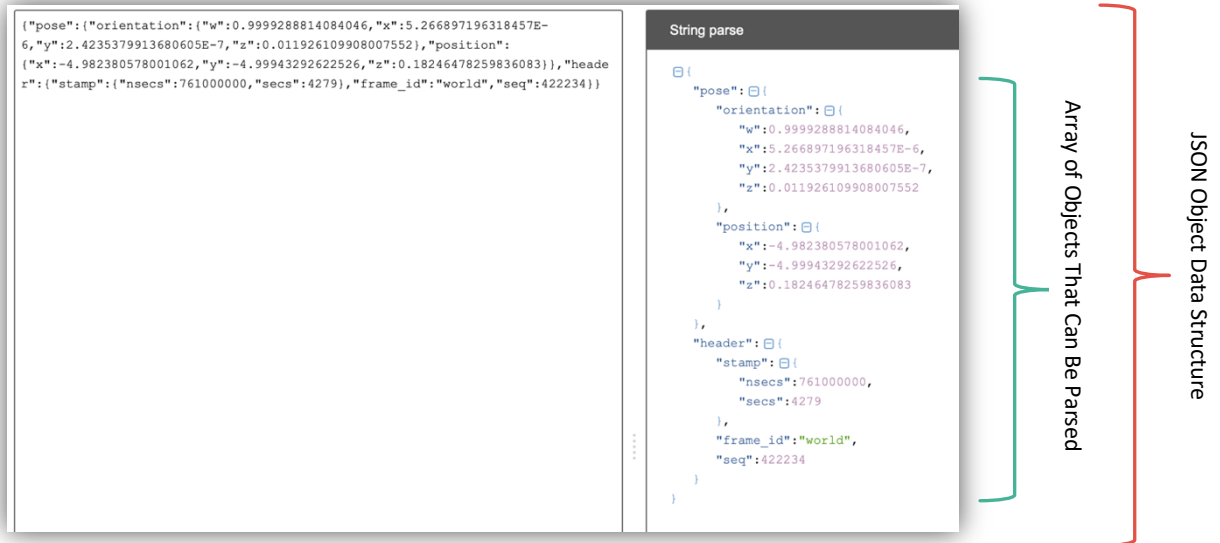 {"pose":{"orientation":{"w":0.9999288814084046,"x":5.266897196318457E-
6,"y":2.4235379913680605E-7,"z":0.011926109908007552},"position":
{"x":-4.982380578001062,"y":-4.99943292622526,"z":0.18246478259836083}},"heade
r":{"stamp":{"nsecs":761000000,"secs":4279},"frame_id":"world","seq":422234}}
String parse
{
"pose":{
"orientation":{
"w":0.9999288814084046,
"x":5.266897196318457E-6,
"y":2.4235379913680605E-7,
"z":0.011926109908007552
},
"position":{
"x":-4.982380578001062,
"y":-4.99943292622526,
"z":0.18246478259836083
}
},
"header":{
"stamp":{
"nsecs":761000000,
"secs":4279
},
"frame_id":"world",
"seq":422234
}
}
Array of Objects That Can Be Parsed
JSON Object Data Structure